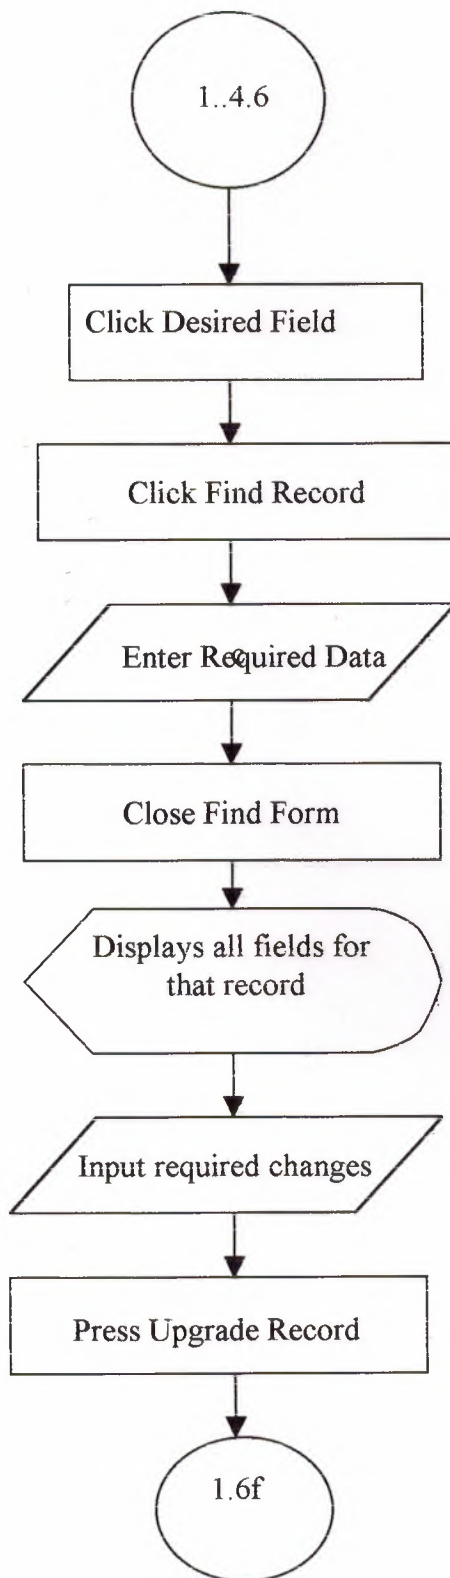 1..4.6
Click Desired Field
Click Find Record
Enter Required Data
Close Find Form
Displays all fields for
that record
Input required changes
Press Upgrade Record
1.6f